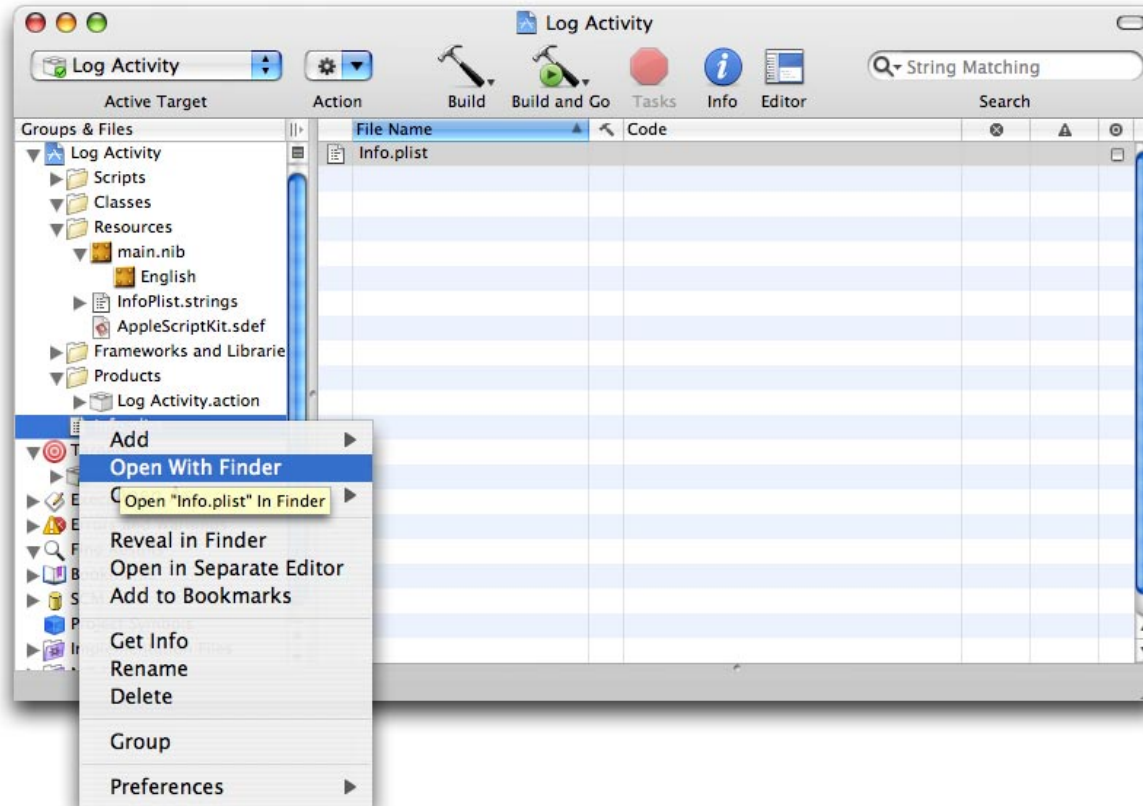 Log Activity
Log Activity
String Matching
Active Target Action Build Build and Go Tasks Info Editor Search
Groups & Files File Name Code
Log Activity
Info.plist
Scripts
Classes
Resources
main.nib
English
InfoPlist.strings
AppleScriptKit.sdef
Frameworks and Librarie
Products
Log Activity.action
Add
Open With Finder
Open "Info.plist" In Finder
Reveal in Finder
Open in Separate Editor
Add to Bookmarks
Get Info
Rename
Delete
Group
Preferences